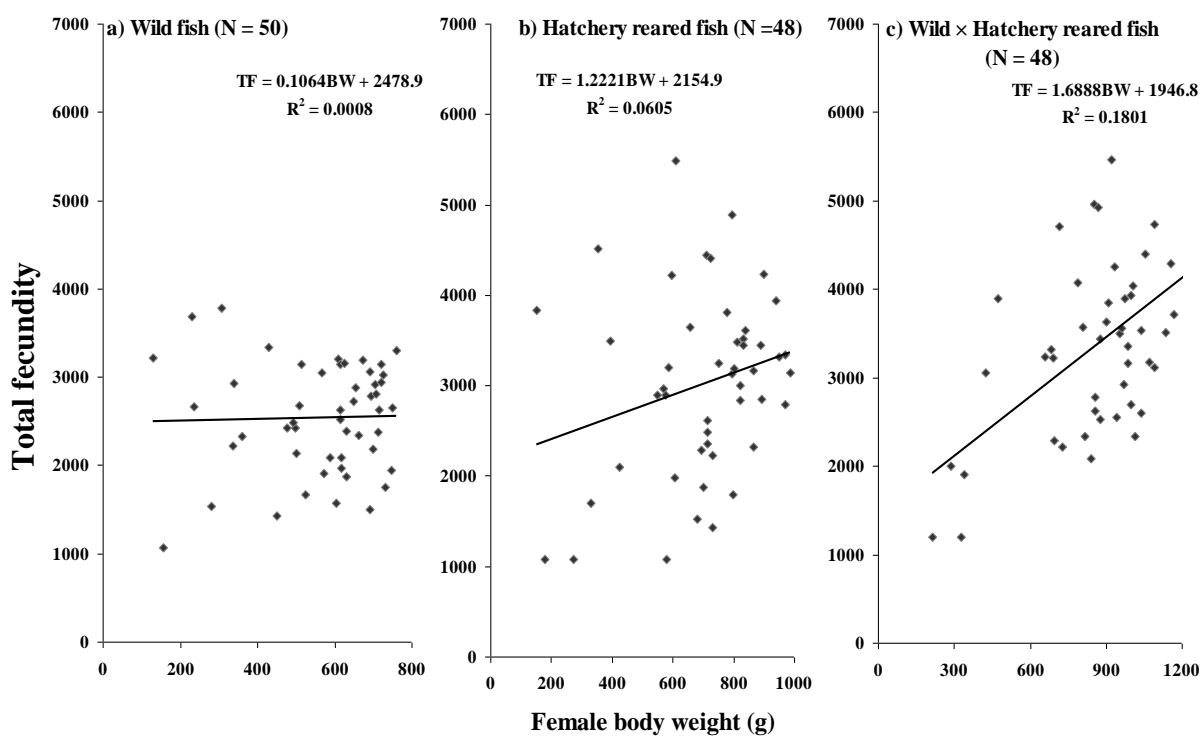 Total fecundity
a) Wild fish (N = 50)
TF = 0.1064BW + 2478.9
R² = 0.0008
7000
6000
5000
4000
3000
2000
1000
0
0 200 400 600 800
b) Hatchery reared fish (N =48)
TF = 1.2221BW + 2154.9
R² = 0.0605
7000
6000
5000
4000
3000
2000
1000
0
0 200 400 600 800 1000
c) Wild × Hatchery reared fish
(N = 48)
TF = 1.6888BW + 1946.8
R² = 0.1801
7000
6000
5000
4000
3000
2000
1000
0
0 300 600 900 1200
Female body weight (g)